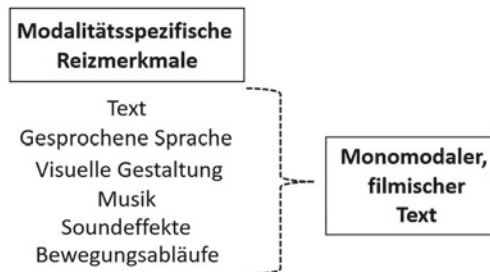 Modalitätsspezifische
Reizmerkmale
Text
Gesprochene Sprache
Visuelle Gestaltung
Musik
Soundeffekte
Bewegungsabläufe
Monomodaler,
filmischer
Text